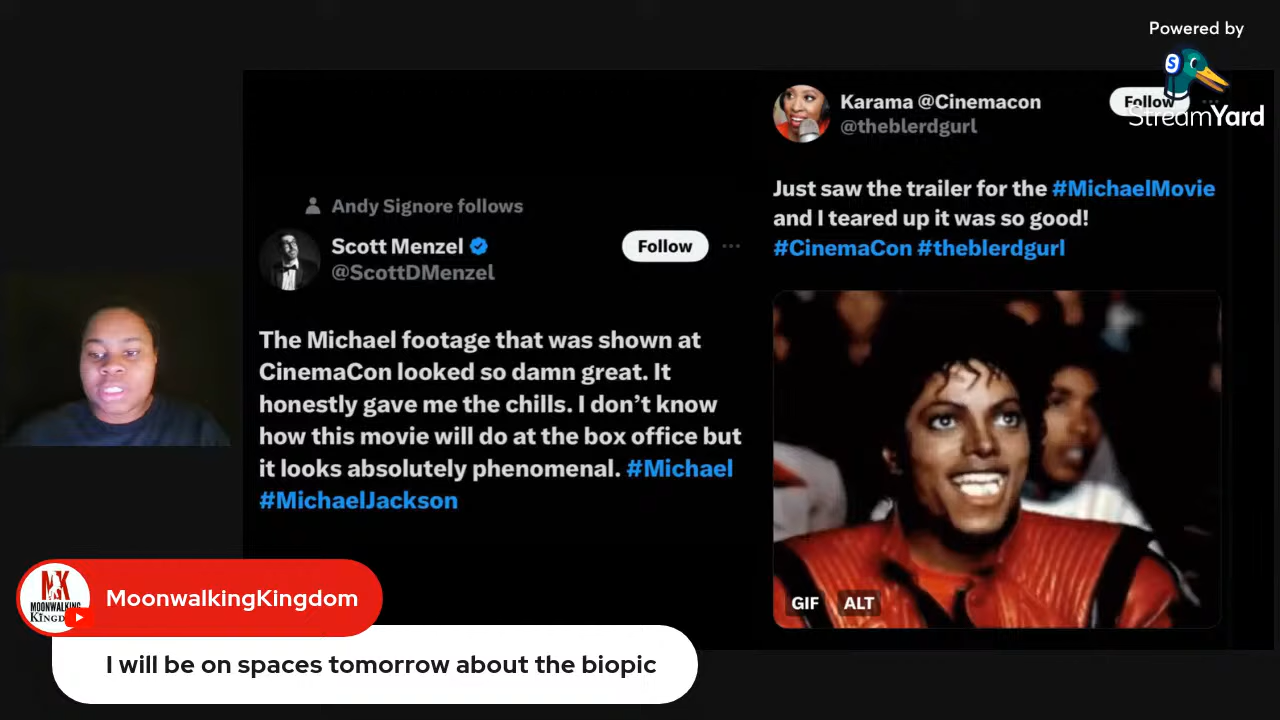 Powered by
StreamYard
Andy Signore follows
Scott Menzel
@ScottDMenzel
Follow
The Michael footage that was shown at
CinemaCon looked so damn great. It
honestly gave me the chills. I don’t know
how this movie will do at the box office but
it looks absolutely phenomenal. #Michael
#MichaelJackson
Karama @Cinemacon
@theblerdgurl
Follow
Just saw the trailer for the #MichaelMovie
and I teared up it was so good!
#CinemaCon #theblerdgurl
GIF ALT
MK
MOONWALKING
MoonwalkingKingdom
I will be on spaces tomorrow about the biopic